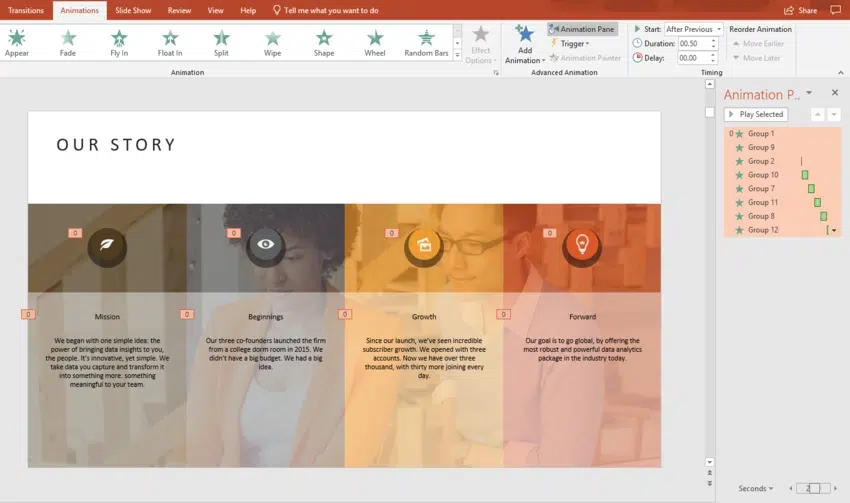 Transitions Animations Slide Show Review View Help Tell me what you want to do Share
Appear Fade Fly In Float In Split Wipe Shape Wheel Random Bars
Effect Options
Add Animation
Animation Pane
Trigger
Animation Painter
Start: After Previous
Duration: 00.50
Delay: 00.00
Reorder Animation
Move Earlier
Move Later
Animation Advanced Animation Timing
OUR STORY
0 0 0 0
0 0 0 0
Mission
We began with one simple idea: the
power of bringing data insights to you,
the people. It's innovative, yet simple. We
take data you capture and transform it
into something more: something
meaningful to your team.
Beginnings
Our three co-founders launched the firm
from a college dorm room in 2015. We
didn't have a big budget. We had a big
idea.
Growth
Since our launch, we've seen incredible
subscriber growth. We opened with three
accounts. Now we have over three
thousand, with thirty more joining every
day.
Forward
Our goal is to go global, by offering the
most robust and powerful data analytics
package in the industry today.
Animation P...
Play Selected
0 Group 1
Group 9
Group 2
Group 10
Group 7
Group 11
Group 8
Group 12
Seconds
2